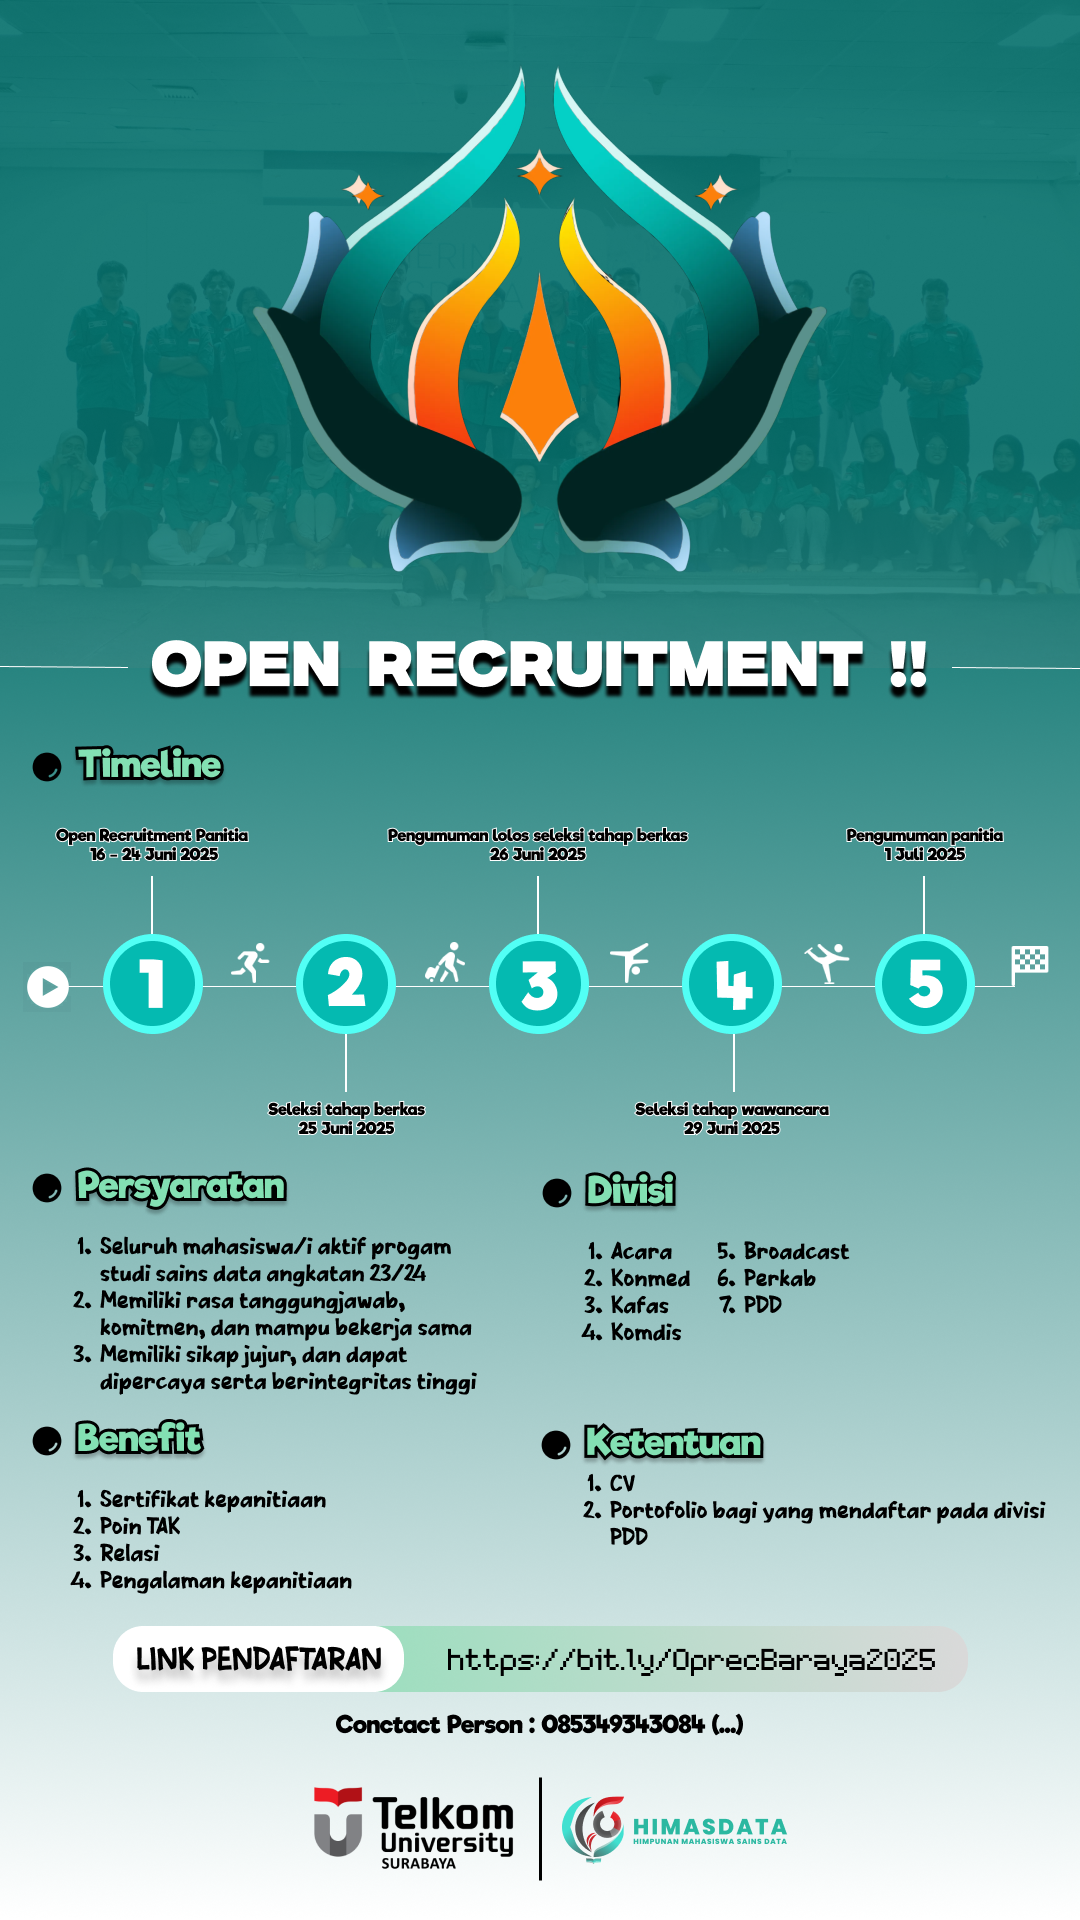 OPEN RECRUITMENT !!
Timeline
Open Recruitment Panitia
16 - 24 Juni 2025
Pengumuman lolos seleksi tahap berkas
26 Juni 2025
Pengumuman panitia
1 Juli 2025
1
2
3
4
5
Seleksi tahap berkas
25 Juni 2025
Seleksi tahap wawancara
29 Juni 2025
Persyaratan
1. Seluruh mahasiswa/i aktif progam
studi sains data angkatan 23/24
2. Memiliki rasa tanggungjawab,
komitmen, dan mampu bekerja sama
3. Memiliki sikap jujur, dan dapat
dipercaya serta berintegritas tinggi
Divisi
1. Acara
2. Konmed
3. Kafas
4. Komdis
5. Broadcast
6. Perkab
7. PDD
Benefit
1. Sertifikat kepanitiaan
2. Poin TAK
3. Relasi
4. Pengalaman kepanitiaan
Ketentuan
1. CV
2. Portofolio bagi yang mendaftar pada divisi
PDD
LINK PENDAFTARAN
https://bit.ly/OprecBaraya2025
Conctact Person : 085349343084 (...)
Telkom
University
SURABAYA
HIMASDATA
HIMPUNAN MAHASISWA SAINS DATA